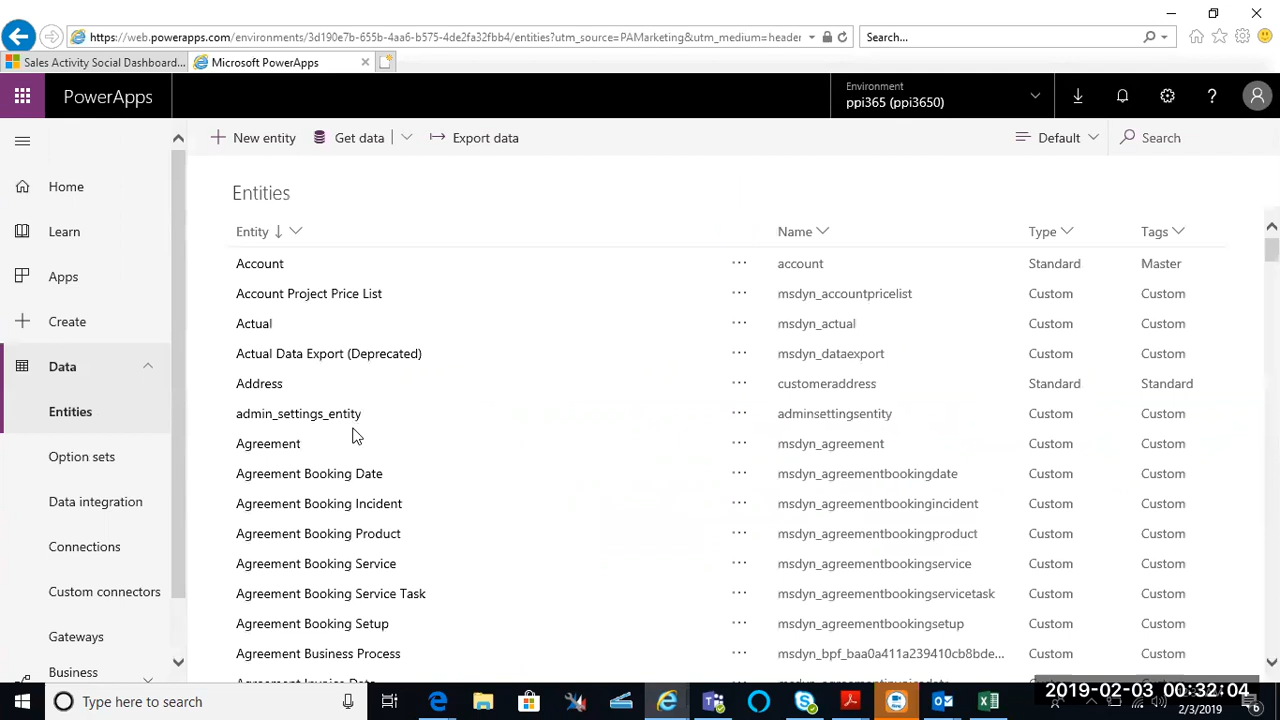 https://web.powerapps.com/environments/3d190e7b-655b-4aa6-b575-4de2fa32fbb4/entities?utm_source=PAMarketing&utm_medium=header
Search...
Sales Activity Social Dashboard...
Microsoft PowerApps
PowerApps
Environment
ppi365 (ppi3650)
New entity
Get data
Export data
Default
Search
Home
Learn
Apps
Create
Data
Entities
Option sets
Data integration
Connections
Custom connectors
Gateways
Business
Entities
Entity Name Type Tags
Account ... account Standard Master
Account Project Price List ... msdyn_accountpricelist Custom Custom
Actual ... msdyn_actual Custom Custom
Actual Data Export (Deprecated) ... msdyn_dataexport Custom Custom
Address ... customeraddress Standard Standard
admin_settings_entity ... adminsettingsentity Custom Custom
Agreement ... msdyn_agreement Custom Custom
Agreement Booking Date ... msdyn_agreementbookingdate Custom Custom
Agreement Booking Incident ... msdyn_agreementbookingincident Custom Custom
Agreement Booking Product ... msdyn_agreementbookingproduct Custom Custom
Agreement Booking Service ... msdyn_agreementbookingservice Custom Custom
Agreement Booking Service Task ... msdyn_agreementbookingservicetask Custom Custom
Agreement Booking Setup ... msdyn_agreementbookingsetup Custom Custom
Agreement Business Process ... msdyn_bpf_baa0a411a239410cb8bde... Custom Custom
Type here to search
2019-02-03 00:32:04
2/3/2019